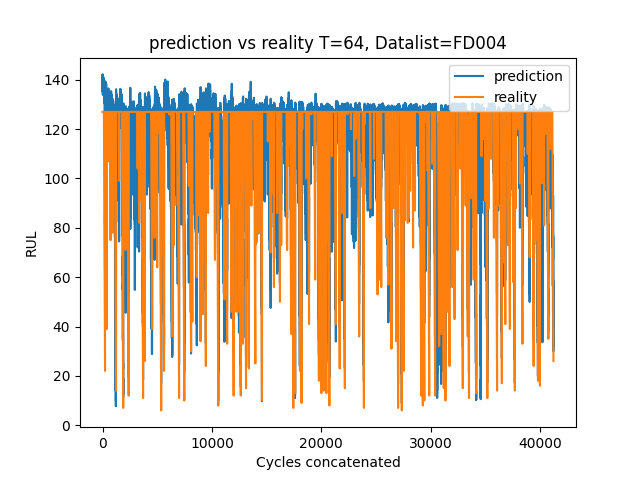 prediction vs reality T=64, Datalist=FD004
prediction
reality
RUL
140
120
100
80
60
40
20
0
0
10000
20000
30000
40000
Cycles concatenated